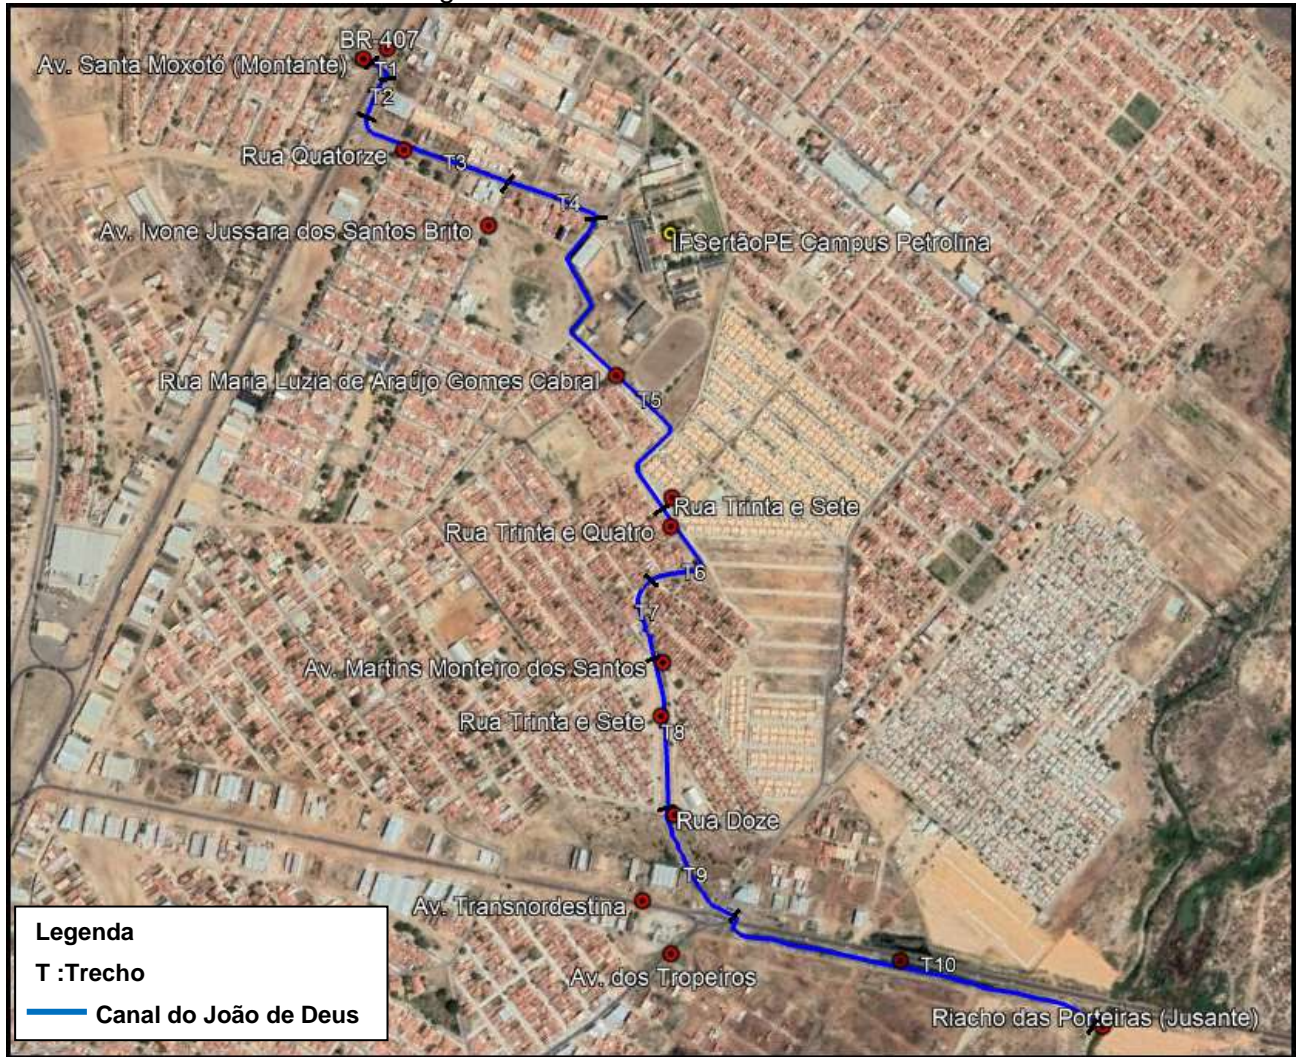 BR-407
Av. Santa Moxotó (Montante)
T1
T2
Rua Quatorze
T3
T4
Av. Ivone Jussara dos Santos Brito
IFSertãoPE Campus Petrolina
Rua Maria Luzia de Araújo Gomes Cabral
T5
Rua Trinta e Sete
Rua Trinta e Quatro
T6
T7
Av. Martins Monteiro dos Santos
Rua Trinta e Sete
T8
Rua Doze
T9
Av. Transnordestina
Av. dos Tropeiros
T10
Riacho das Porteiras (Jusante)
Legenda
T :Trecho
Canal do João de Deus